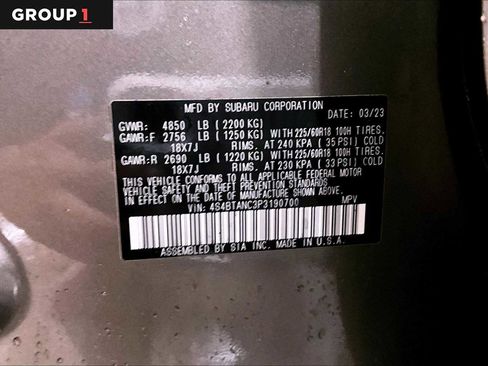 GROUP 1
MFD BY SUBARU CORPORATION
DATE: 03/23
GVWR: 4850 LB ( 2200 KG)
GAWR:F 2756 LB ( 1250 KG) WITH 225/60R18 100H TIRES,
18X7J RIMS, AT 240 KPA ( 35 PSI) COLD
GAWR:R 2690 LB ( 1220 KG) WITH 225/60R18 100H TIRES,
18X7J RIMS, AT 230 KPA ( 33 PSI) COLD
THIS VEHICLE CONFORMS TO ALL APPLICABLE FEDERAL MOTOR
VEHICLE SAFETY AND THEFT PREVENTION STANDARDS IN
EFFECT ON THE DATE OF MANUFACTURE SHOWN ABOVE.
VIN: 4S4BTANC3P3190700 MPV
ASSEMBLED BY SIA INC. MADE IN U.S.A.